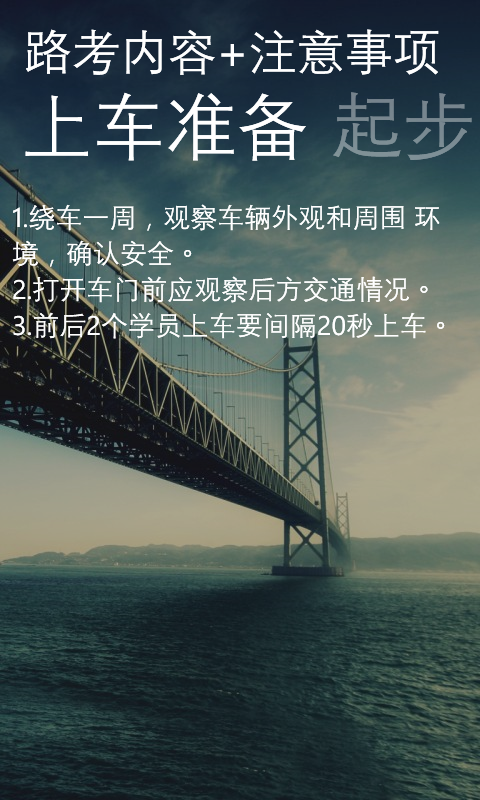 路考内容+注意事项
上车准备 起步
1.绕车一周，观察车辆外观和周围 环
境，确认安全。
2.打开车门前应观察后方交通情况。
3.前后2个学员上车要间隔20秒上车。